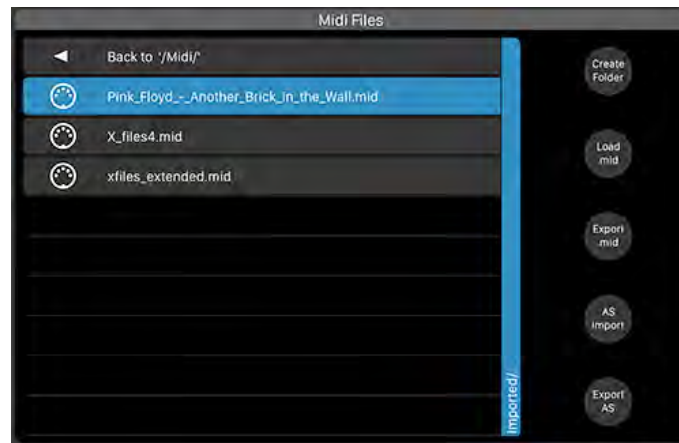 Midi Files
Back to '/Midi/'
Pink_Floyd_-_Another_Brick_in_the_Wall.mid
X_files4.mid
xfiles_extended.mid
Imported/
Create
Folder
Load
.mid
Export
.mid
AS
Import
Export
AS